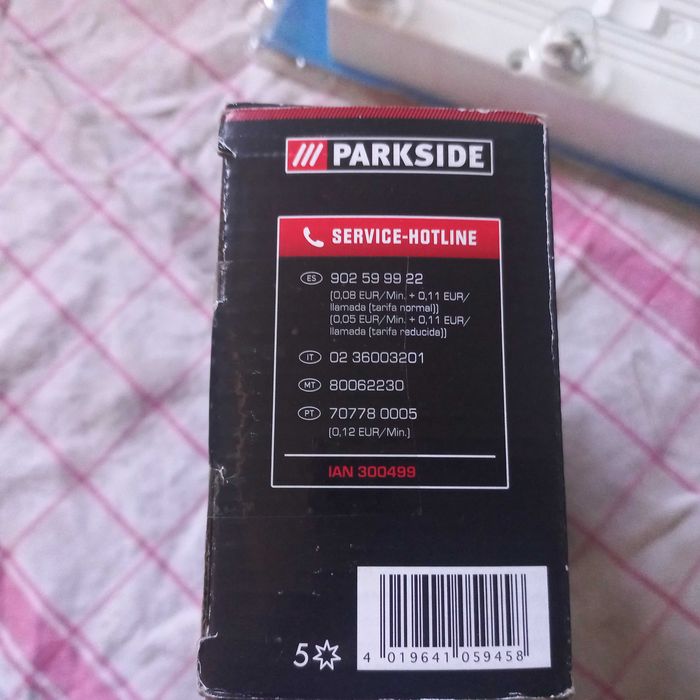 /// PARKSIDE
SERVICE-HOTLINE
ES 902 59 99 22
(0,08 EUR/Min. + 0,11 EUR/
llamada (tarifa normal))
(0,05 EUR/Min. + 0,11 EUR/
llamada (tarifa reducida))
IT 02 36003201
MT 80062230
PT 70778 0005
(0,12 EUR/Min.)
IAN 300499
5
4 019641 059458